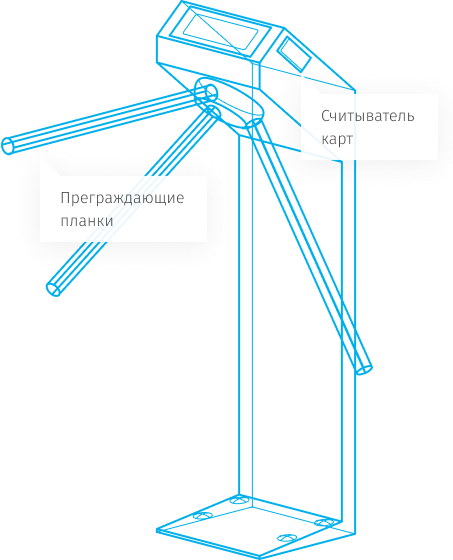 Считыватель
карт
Преграждающие
планки